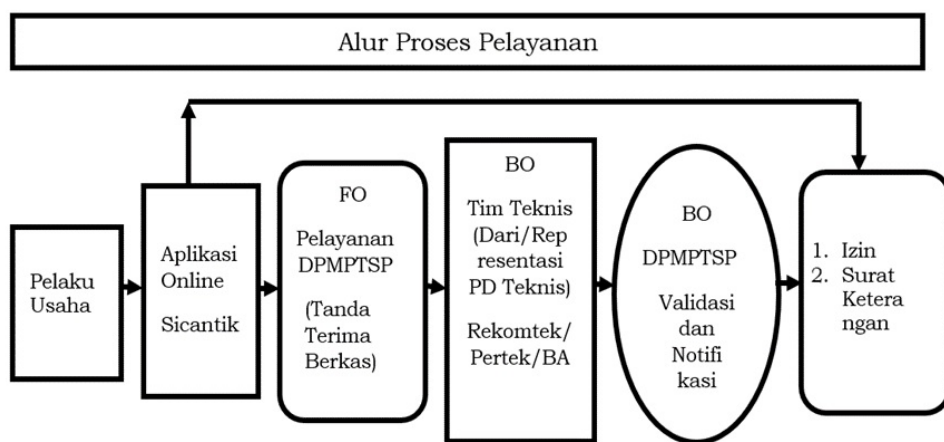 Alur Proses Pelayanan
Pelaku
Usaha
Aplikasi
Online
Sicantik
FO
Pelayanan
DPMPTSP
(Tanda
Terima
Berkas)
BO
Tim Teknis
(Dari/Rep
resentasi
PD Teknis)
Rekomtek/
Pertek/BA
BO
DPMPTSP
Validasi
dan
Notifi
kasi
1. Izin
2. Surat
Ketera
ngan